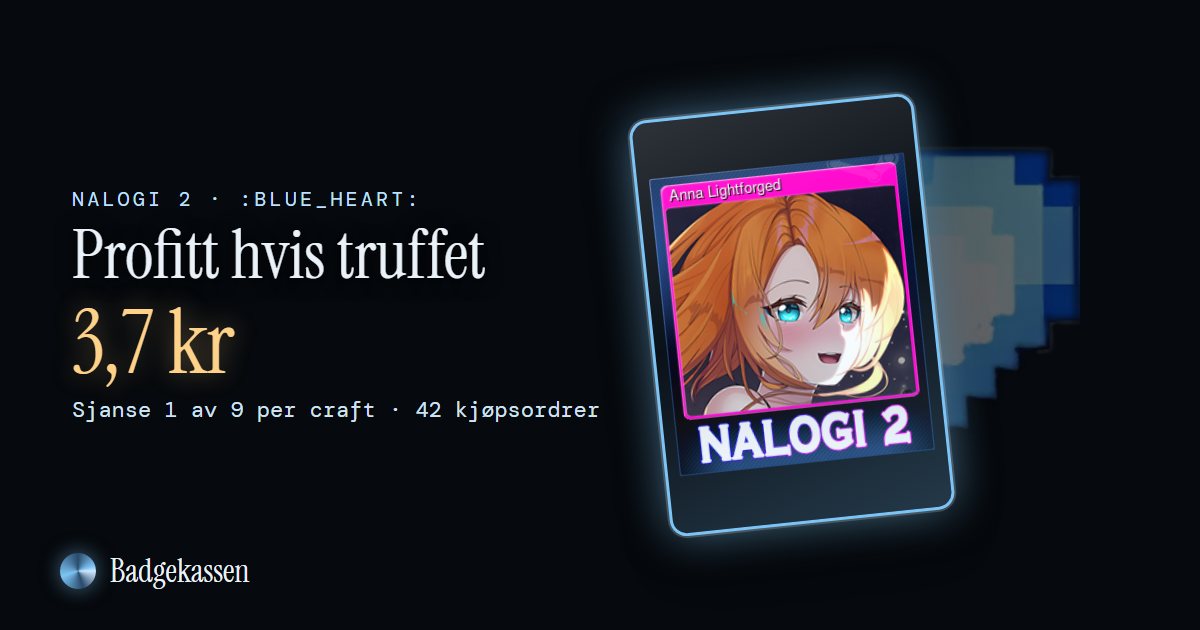 NALOGI 2 · :BLUE_HEART:
Profitt hvis truffet
3,7 kr
Sjanse 1 av 9 per craft · 42 kjøpsordrer
Anna Lightforged
NALOGI 2
Badgekassen